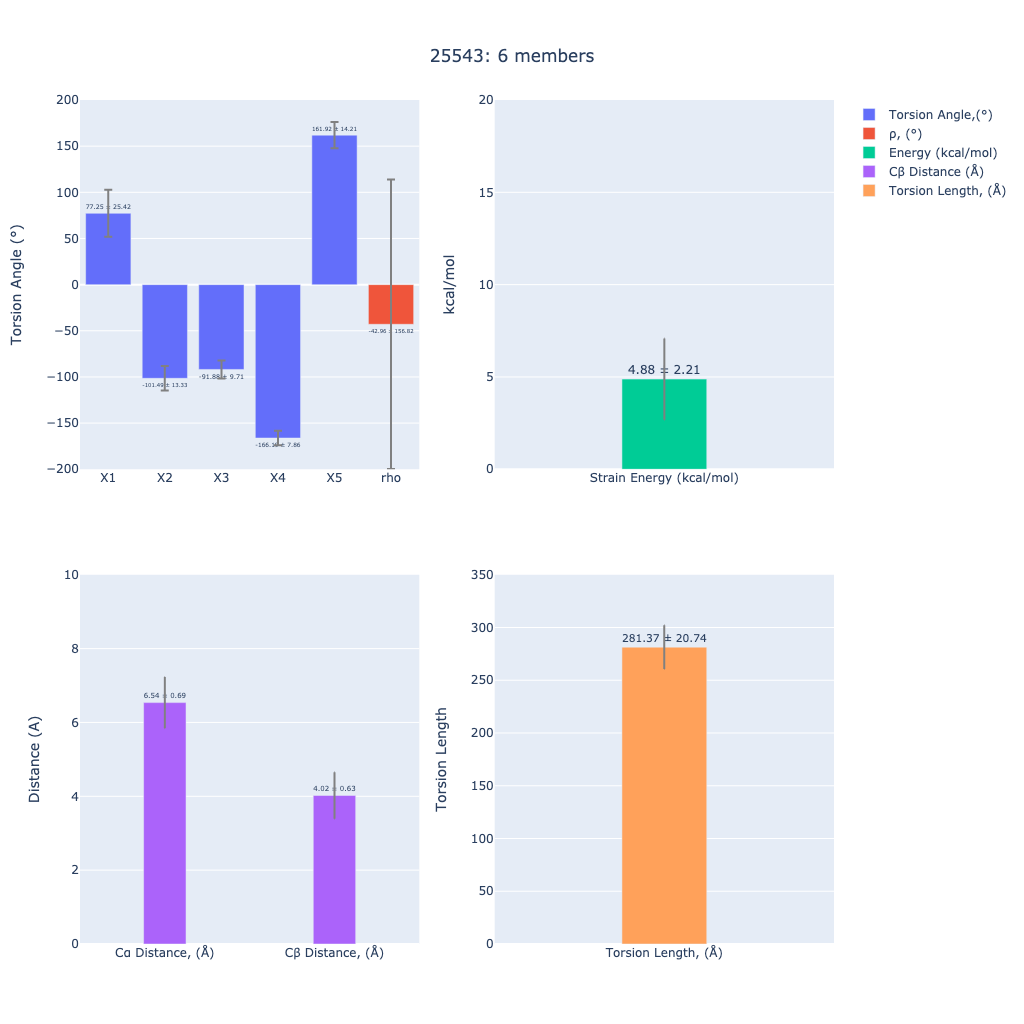 25543: 6 members
Torsion Angle (°)
200
150
100
50
0
−50
−100
−150
−200
77.25 ± 25.42
-101.49 ± 13.33
-91.88 ± 9.71
± 7.86
161.92 ± 14.21
-42.96 ± 156.82
X1 X2 X3 X4 X5 rho
kcal/mol
20
15
10
5
0
4.88 ± 2.21
Strain Energy (kcal/mol)
Torsion Angle,(°)
ρ, (°)
Energy (kcal/mol)
Cβ Distance (Å)
Torsion Length, (Å)
Distance (A)
10
8
6
4
2
0
6.54 ± 0.69
4.02 ± 0.63
Cα Distance, (Å) Cβ Distance, (Å)
Torsion Length
350
300
250
200
150
100
50
0
281.37 ± 20.74
Torsion Length, (Å)